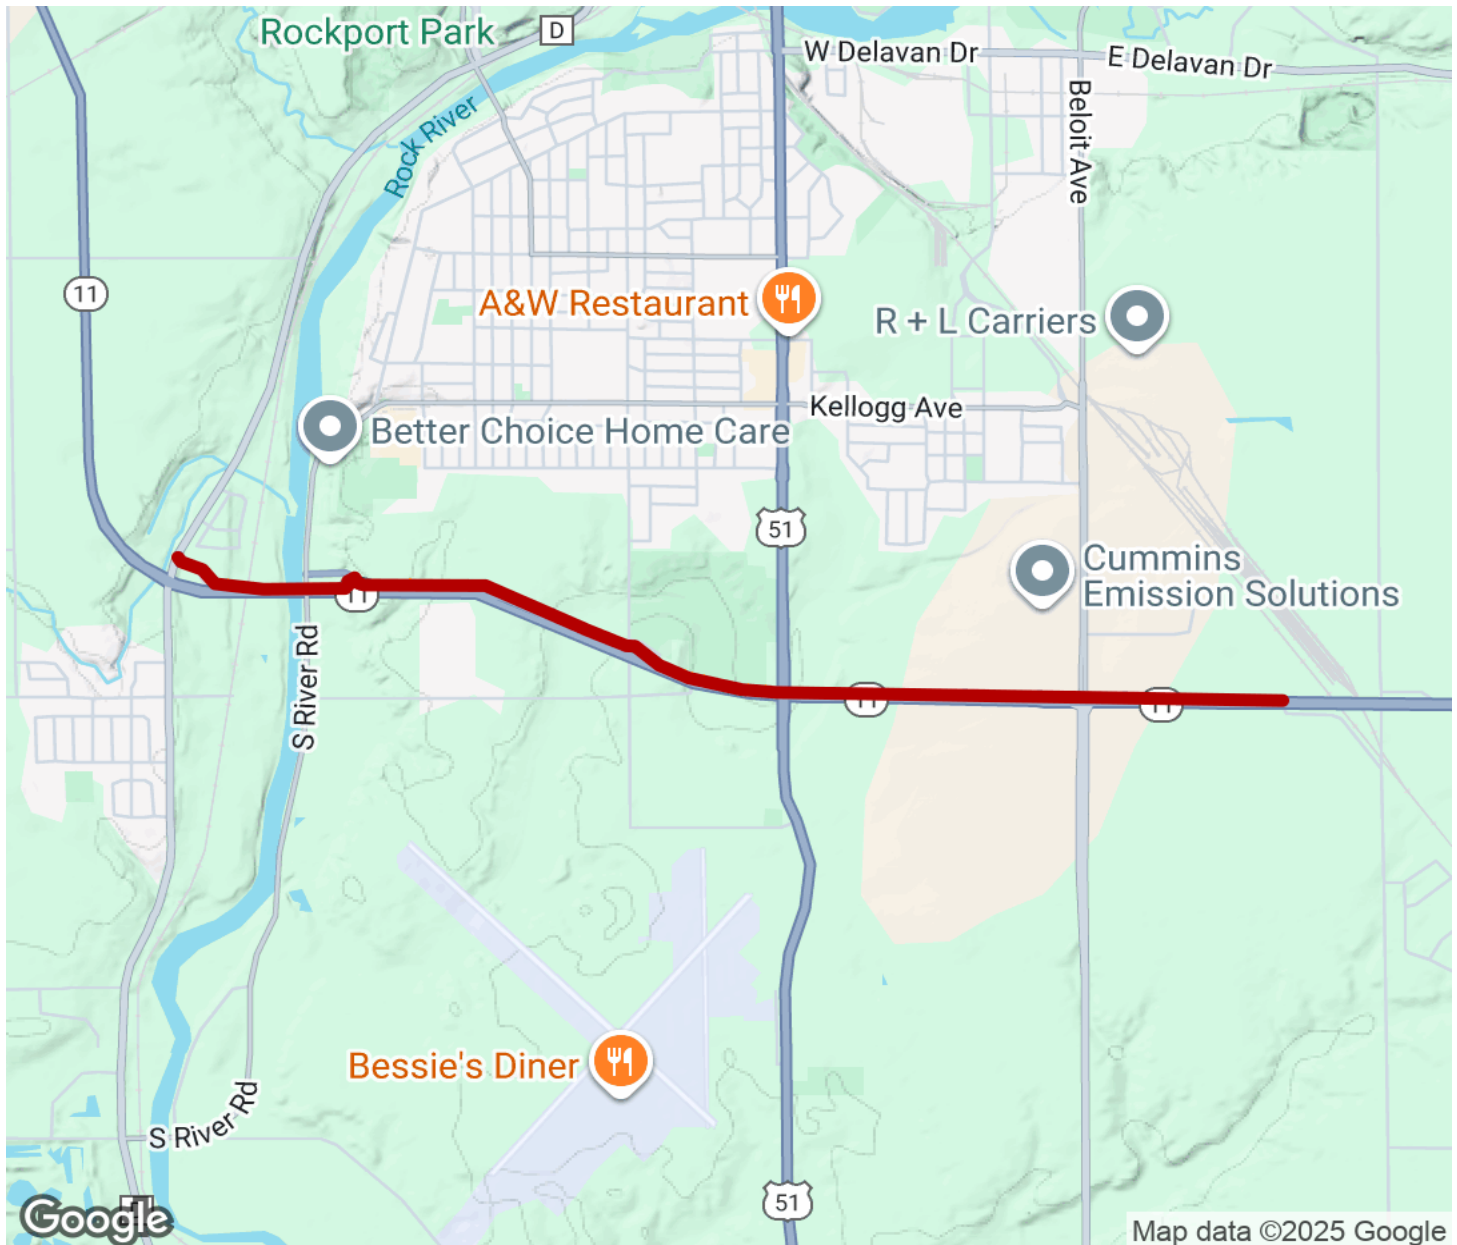 Rockport Park
D
W Delavan Dr
E Delavan Dr
Beloit Ave
Rock River
11
A&W Restaurant
R + L Carriers
Kellogg Ave
Better Choice Home Care
51
Cummins
Emission Solutions
11
S River Rd
11
11
Bessie's Diner
S River Rd
51
Google
Map data ©2025 Google